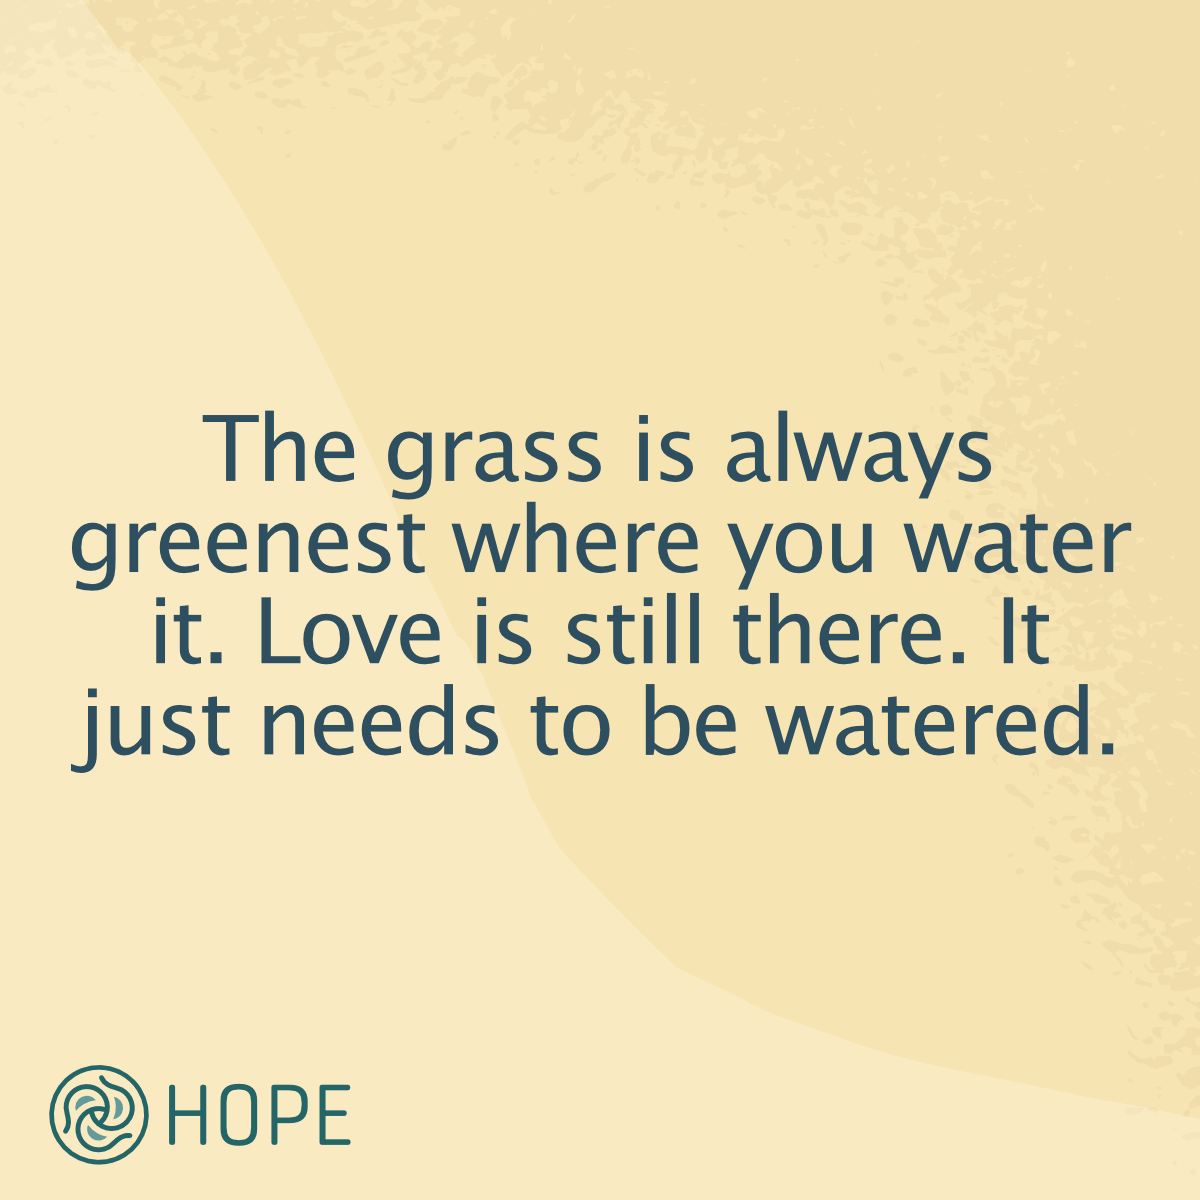 The grass is always
greenest where you water
it. Love is still there. It
just needs to be watered.
HOPE